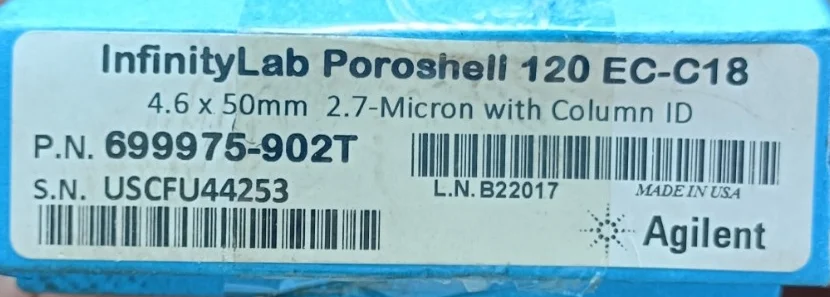 InfinityLab Poroshell 120 EC-C18
4.6 x 50mm 2.7-Micron with Column ID
P.N. 699975-902T
S.N. USCFU44253
L.N. B22017 MADE IN USA
Agilent